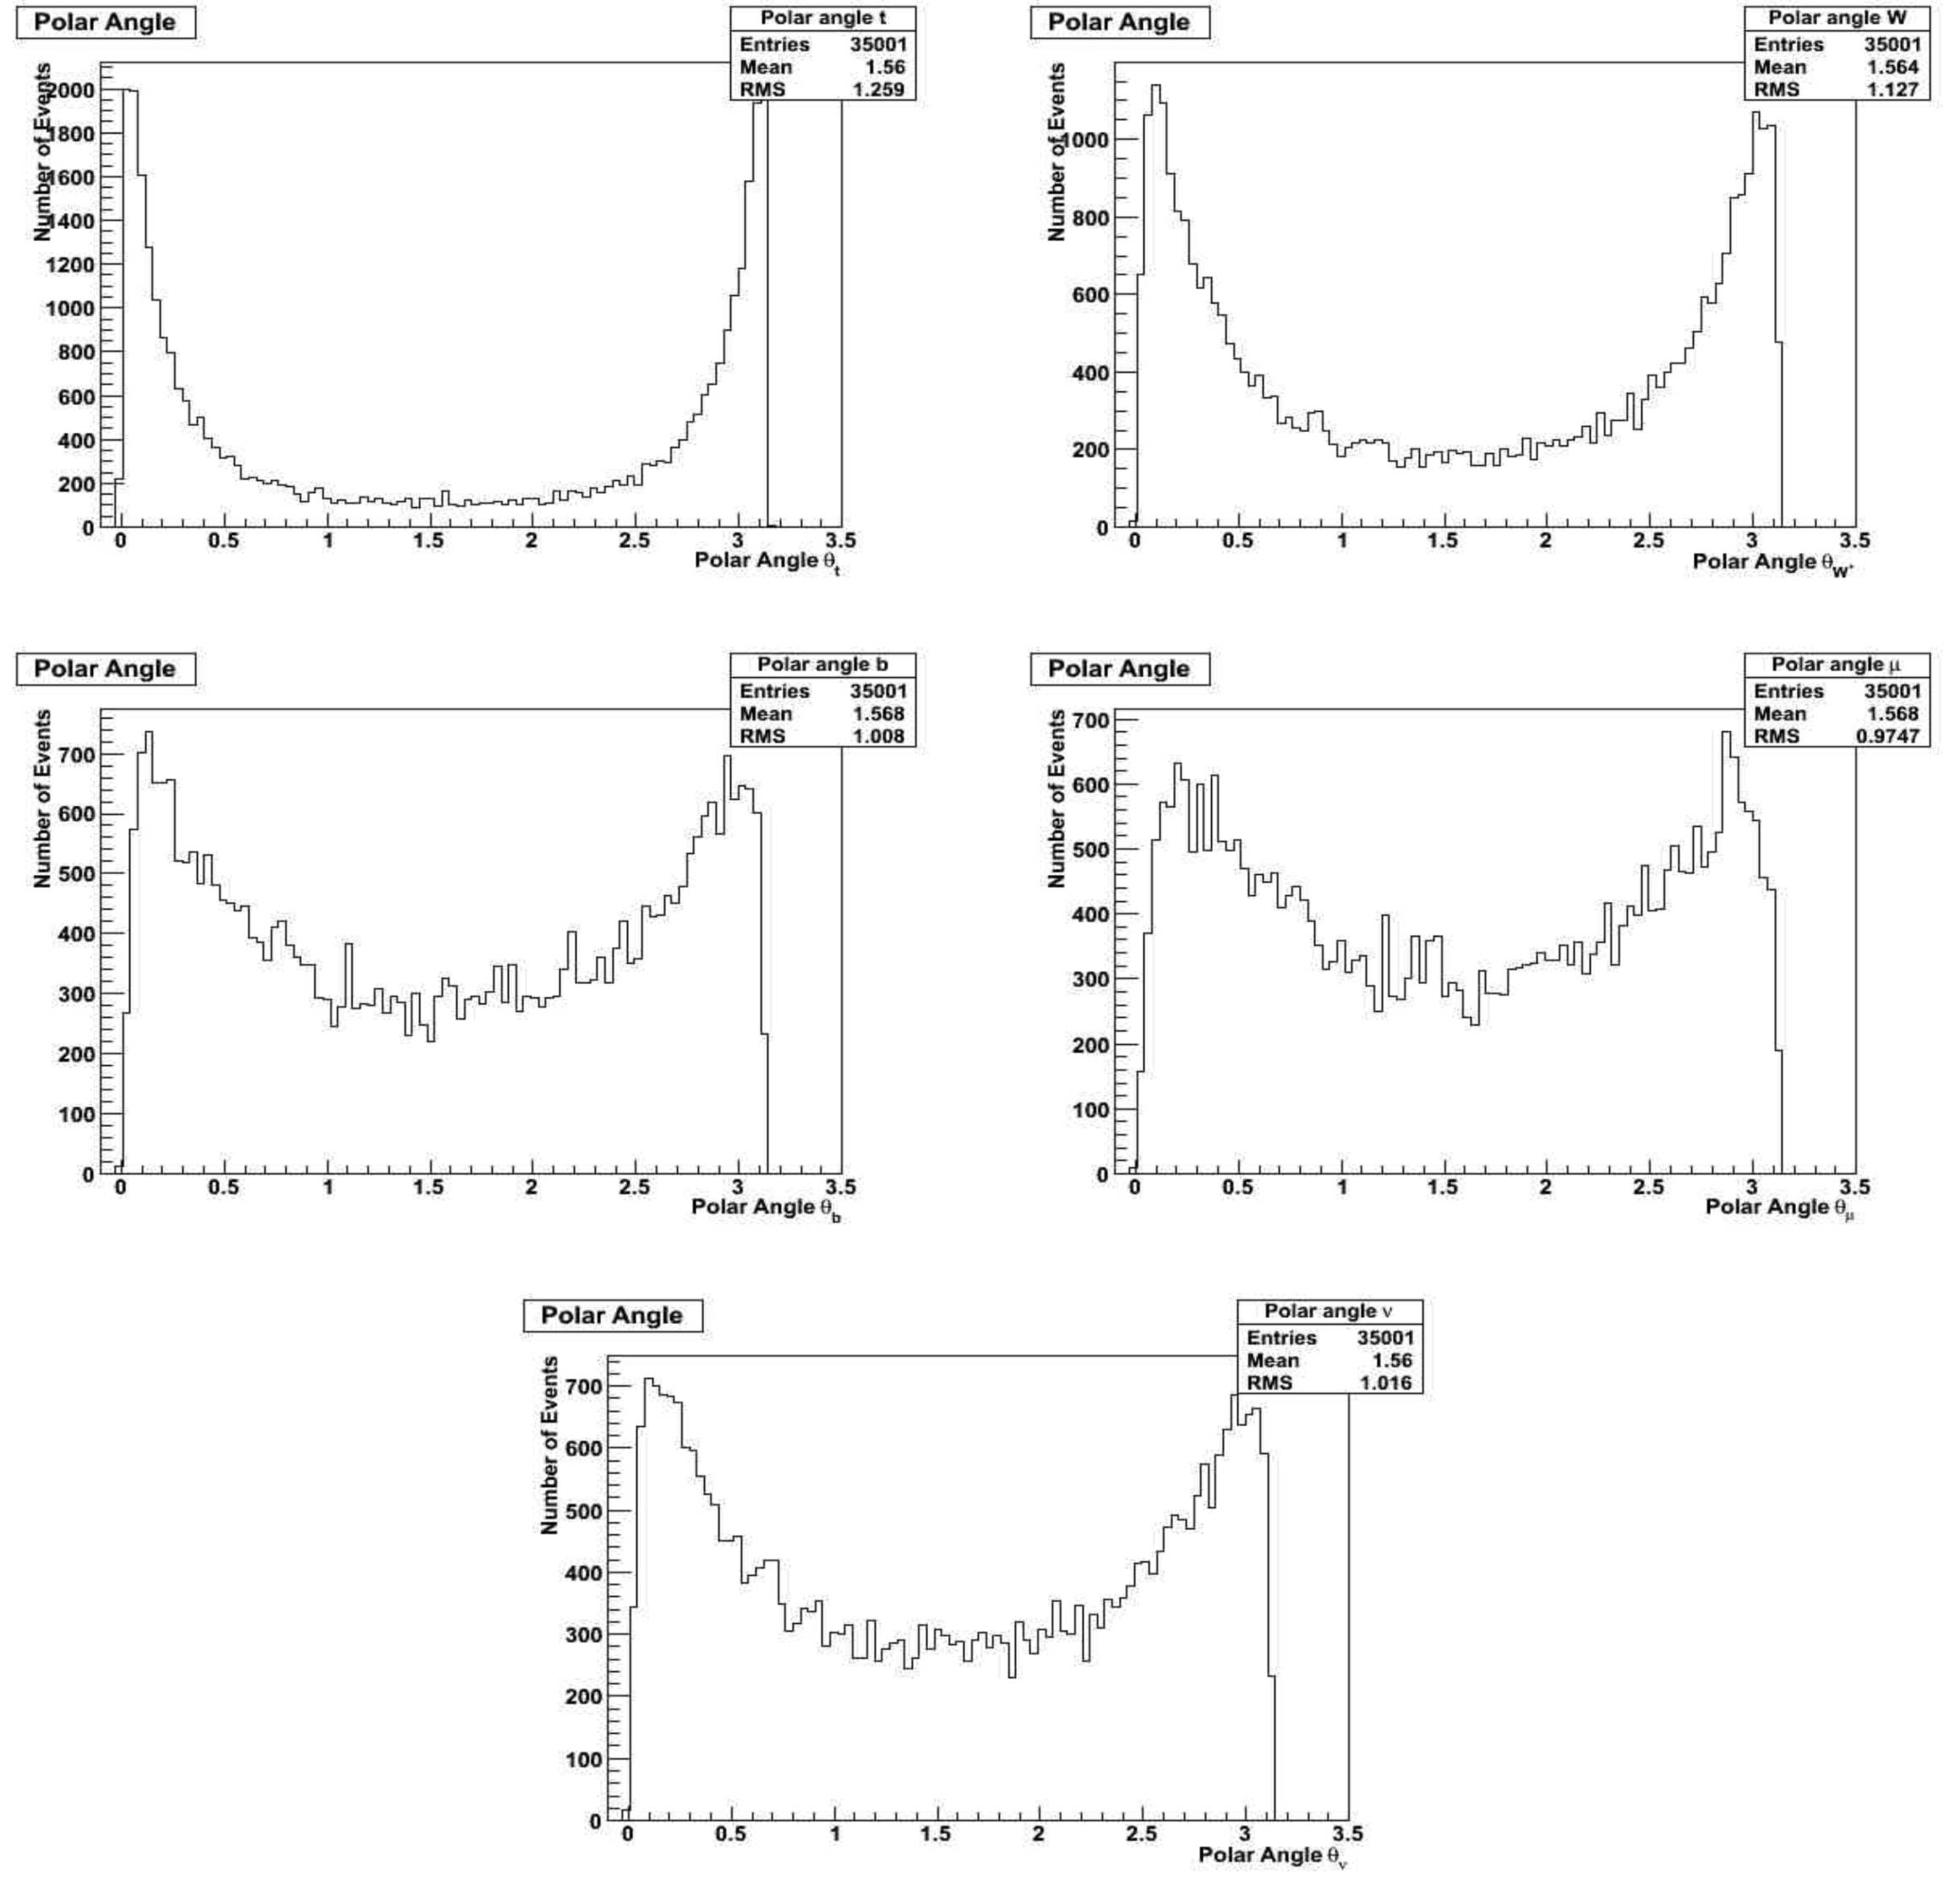 Polar Angle
Polar angle t
Entries 35001
Mean 1.56
RMS 1.259
Number of Events
2000
1800
1600
1400
1200
1000
800
600
400
200
0
0 0.5 1 1.5 2 2.5 3 3.5
Polar Angle θt
Polar Angle
Polar angle W
Entries 35001
Mean 1.564
RMS 1.127
Number of Events
1000
800
600
400
200
0
0 0.5 1 1.5 2 2.5 3 3.5
Polar Angle θW+
Polar Angle
Polar angle b
Entries 35001
Mean 1.568
RMS 1.008
Number of Events
700
600
500
400
300
200
100
0
0 0.5 1 1.5 2 2.5 3 3.5
Polar Angle θb
Polar Angle
Polar angle μ
Entries 35001
Mean 1.568
RMS 0.9747
Number of Events
700
600
500
400
300
200
100
0
0 0.5 1 1.5 2 2.5 3 3.5
Polar Angle θμ
Polar Angle
Polar angle ν
Entries 35001
Mean 1.56
RMS 1.016
Number of Events
700
600
500
400
300
200
100
0
0 0.5 1 1.5 2 2.5 3 3.5
Polar Angle θν